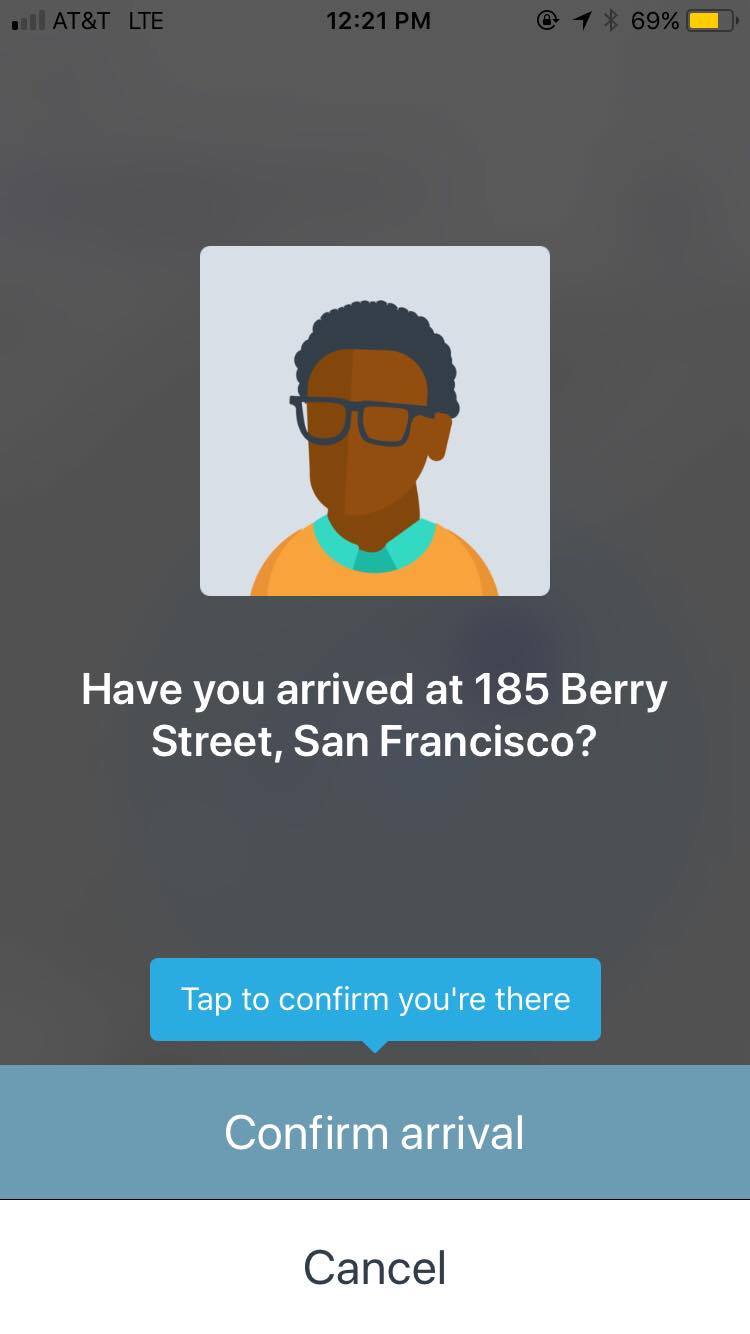 AT&T LTE 12:21 PM 69%
Have you arrived at 185 Berry
Street, San Francisco?
Tap to confirm you're there
Confirm arrival
Cancel